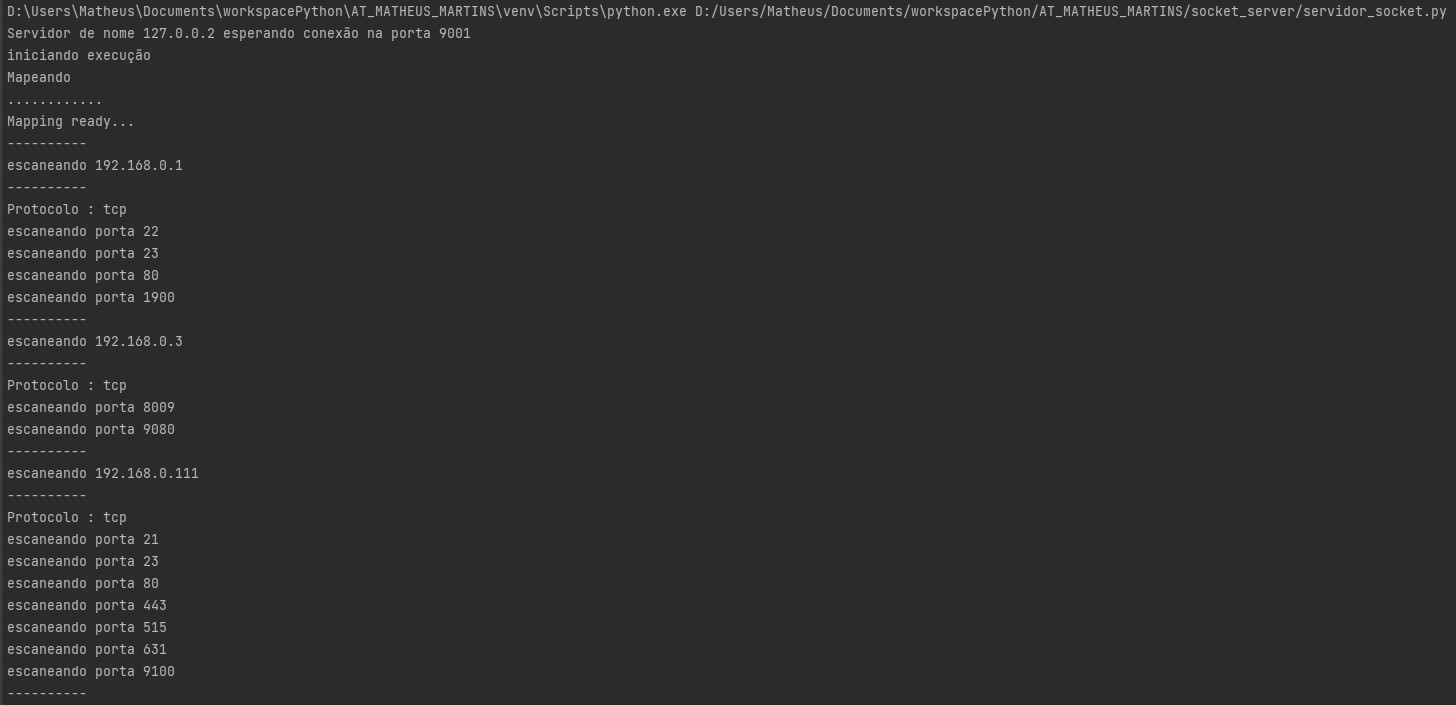 D:\Users\Matheus\Documents\workspacePython\AT_MATHEUS_MARTINS\venv\Scripts\python.exe D:/Users/Matheus/Documents/workspacePython/AT_MATHEUS_MARTINS/socket_server/servidor_socket.py
Servidor de nome 127.0.0.2 esperando conexão na porta 9001
iniciando execução
Mapeando
............
Mapping ready...
----------
escaneando 192.168.0.1
----------
Protocolo : tcp
escaneando porta 22
escaneando porta 23
escaneando porta 80
escaneando porta 1900
----------
escaneando 192.168.0.3
----------
Protocolo : tcp
escaneando porta 8009
escaneando porta 9080
----------
escaneando 192.168.0.111
----------
Protocolo : tcp
escaneando porta 21
escaneando porta 23
escaneando porta 80
escaneando porta 443
escaneando porta 515
escaneando porta 631
escaneando porta 9100
----------